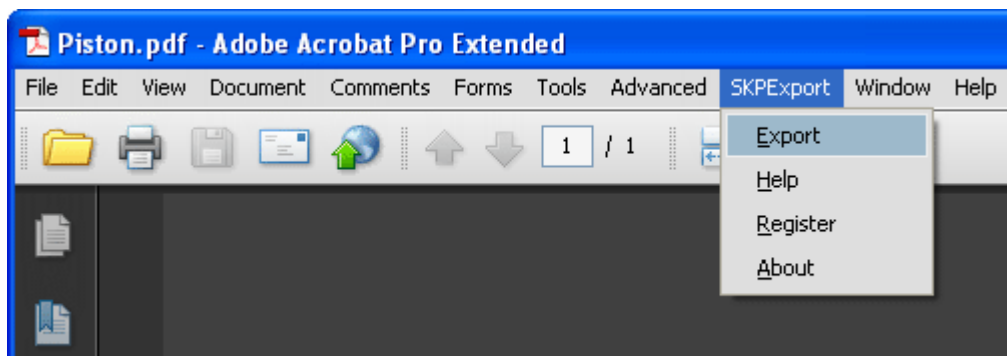 Piston.pdf - Adobe Acrobat Pro Extended
File Edit View Document Comments Forms Tools Advanced SKPExport Window Help
1 / 1
Export
Help
Register
About